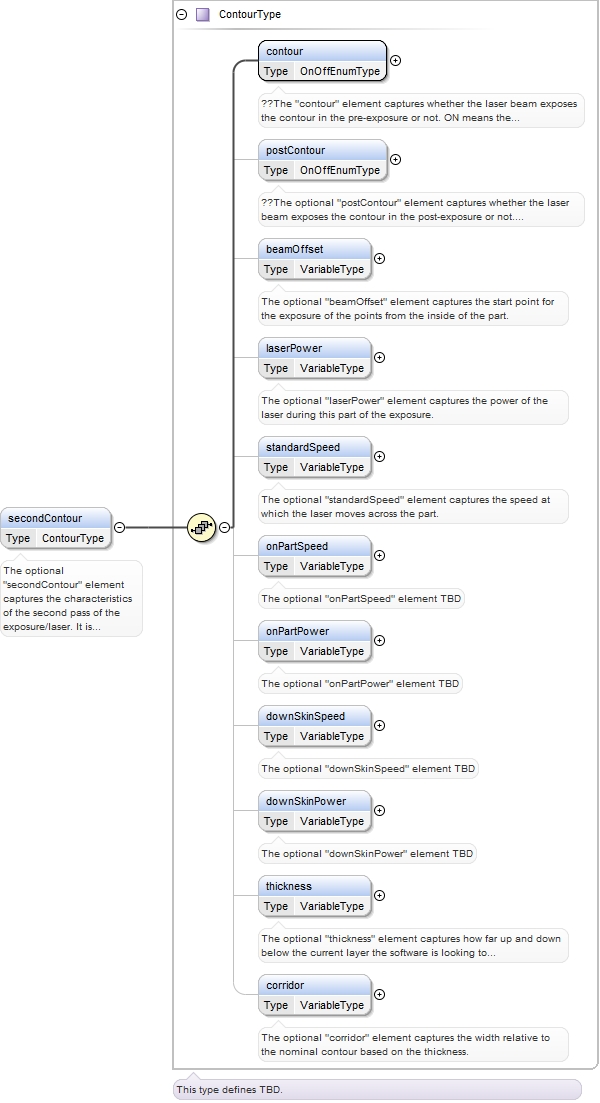 ContourType
contour
Type OnOffEnumType
??The "contour" element captures whether the laser beam exposes
the contour in the pre-exposure or not. ON means the...
postContour
Type OnOffEnumType
??The optional "postContour" element captures whether the laser
beam exposes the contour in the post-exposure or not....
beamOffset
Type VariableType
The optional "beamOffset" element captures the start point for
the exposure of the points from the inside of the part.
laserPower
Type VariableType
The optional "laserPower" element captures the power of the
laser during this part of the exposure.
standardSpeed
Type VariableType
The optional "standardSpeed" element captures the speed at
which the laser moves across the part.
secondContour
Type ContourType
The optional
"secondContour" element
captures the characteristics
of the second pass of the
exposure/laser. It is...
onPartSpeed
Type VariableType
The optional "onPartSpeed" element TBD
onPartPower
Type VariableType
The optional "onPartPower" element TBD
downSkinSpeed
Type VariableType
The optional "downSkinSpeed" element TBD
downSkinPower
Type VariableType
The optional "downSkinPower" element TBD
thickness
Type VariableType
The optional "thickness" element captures how far up and down
below the current layer the software is looking to...
corridor
Type VariableType
The optional "corridor" element captures the width relative to
the nominal contour based on the thickness.
This type defines TBD.